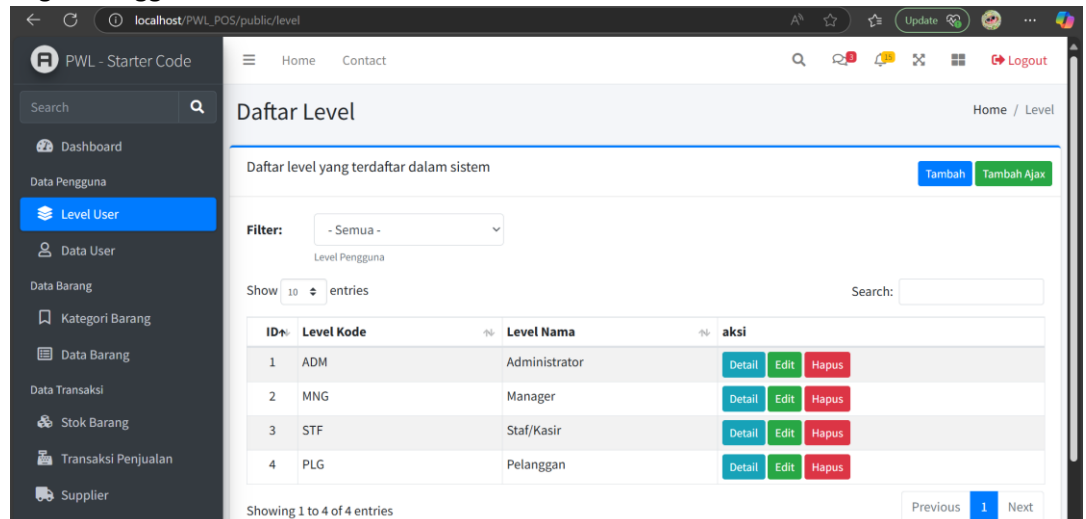 localhost/PWL_POS/public/level
Update
PWL - Starter Code
Home Contact
3
15
Logout
Search
Daftar Level
Home / Level
Dashboard
Data Pengguna
Level User
Data User
Data Barang
Kategori Barang
Data Barang
Data Transaksi
Stok Barang
Transaksi Penjualan
Supplier
Daftar level yang terdaftar dalam sistem
Tambah Tambah Ajax
Filter: - Semua -
Level Pengguna
Show 10 entries
Search:
ID Level Kode Level Nama aksi
1 ADM Administrator Detail Edit Hapus
2 MNG Manager Detail Edit Hapus
3 STF Staf/Kasir Detail Edit Hapus
4 PLG Pelanggan Detail Edit Hapus
Showing 1 to 4 of 4 entries
Previous 1 Next